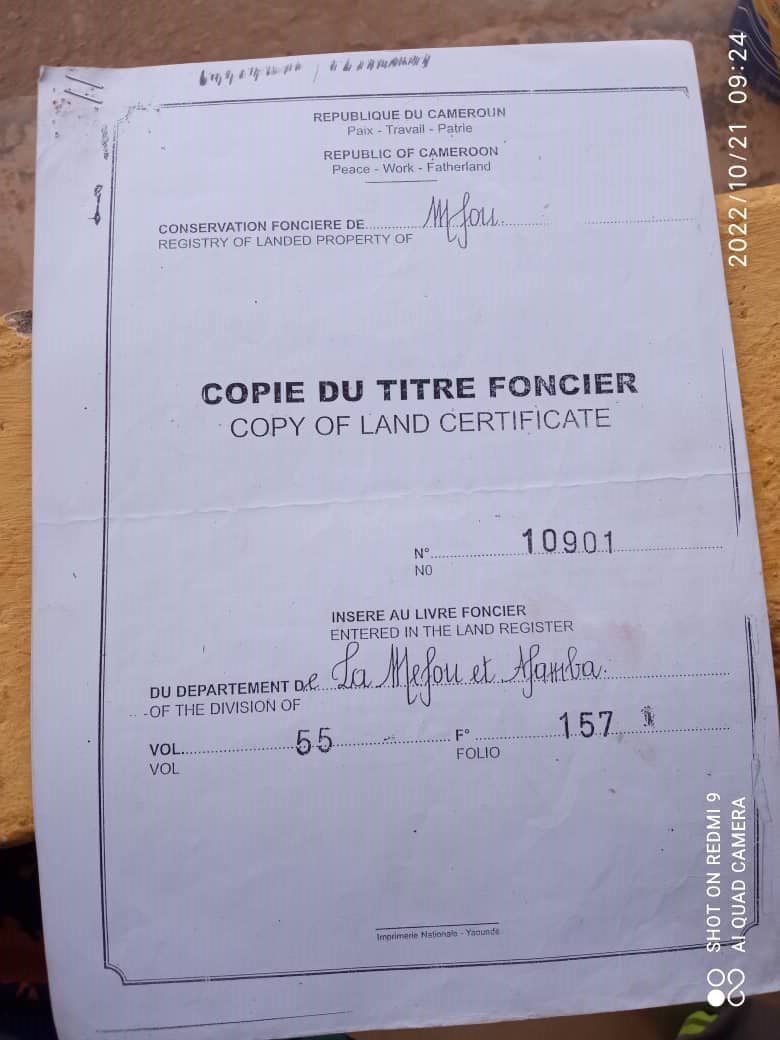 REPUBLIQUE DU CAMEROUN
Paix - Travail - Patrie
REPUBLIC OF CAMEROON
Peace - Work - Fatherland
CONSERVATION FONCIERE DE Mfou
REGISTRY OF LANDED PROPERTY OF
COPIE DU TITRE FONCIER
COPY OF LAND CERTIFICATE
N° 10901
NO
INSERE AU LIVRE FONCIER
ENTERED IN THE LAND REGISTER
DU DEPARTEMENT De La Mefou et Afamba.
OF THE DIVISION OF
VOL. 55 F° 157
VOL FOLIO
Imprimerie Nationale - Yaoundé
2022/10/21 09:24
SHOT ON REDMI 9
AI QUAD CAMERA